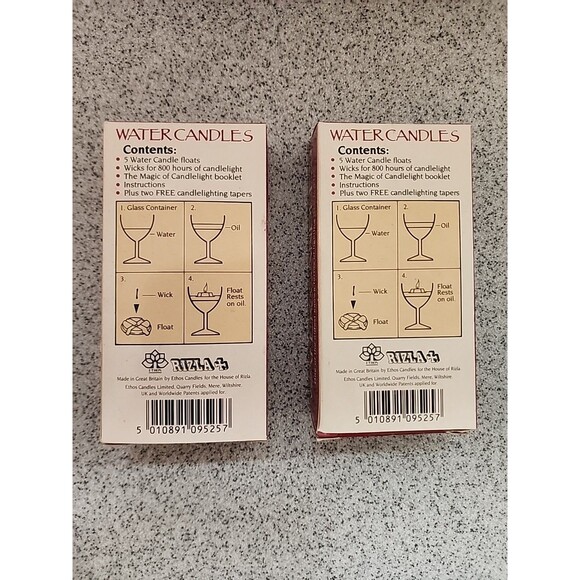 WATER CANDLES
Contents:
• 5 Water Candle floats
• Wicks for 800 hours of candlelight
• The Magic of Candlelight booklet
• Instructions
• Plus two FREE candlelighting tapers
1. Glass Container
Water
2.
Oil
3.
Wick
Float
4.
Float
Rests
on oil.
ETHOS
RIZLA+
Made in Great Britain by Ethos Candles for the House of Rizla
Ethos Candles Limited, Quarry Fields, Mere, Wiltshire.
UK and Worldwide Patents applied for
5 010891 095257
WATER CANDLES
Contents:
• 5 Water Candle floats
• Wicks for 800 hours of candlelight
• The Magic of Candlelight booklet
• Instructions
• Plus two FREE candlelighting tapers
1. Glass Container
Water
2.
Oil
3.
Wick
Float
4.
Float
Rests
on oil.
ETHOS
RIZLA+
Made in Great Britain by Ethos Candles for the House of Rizla
Ethos Candles Limited, Quarry Fields, Mere, Wiltshire.
UK and Worldwide Patents applied for
5 010891 095257